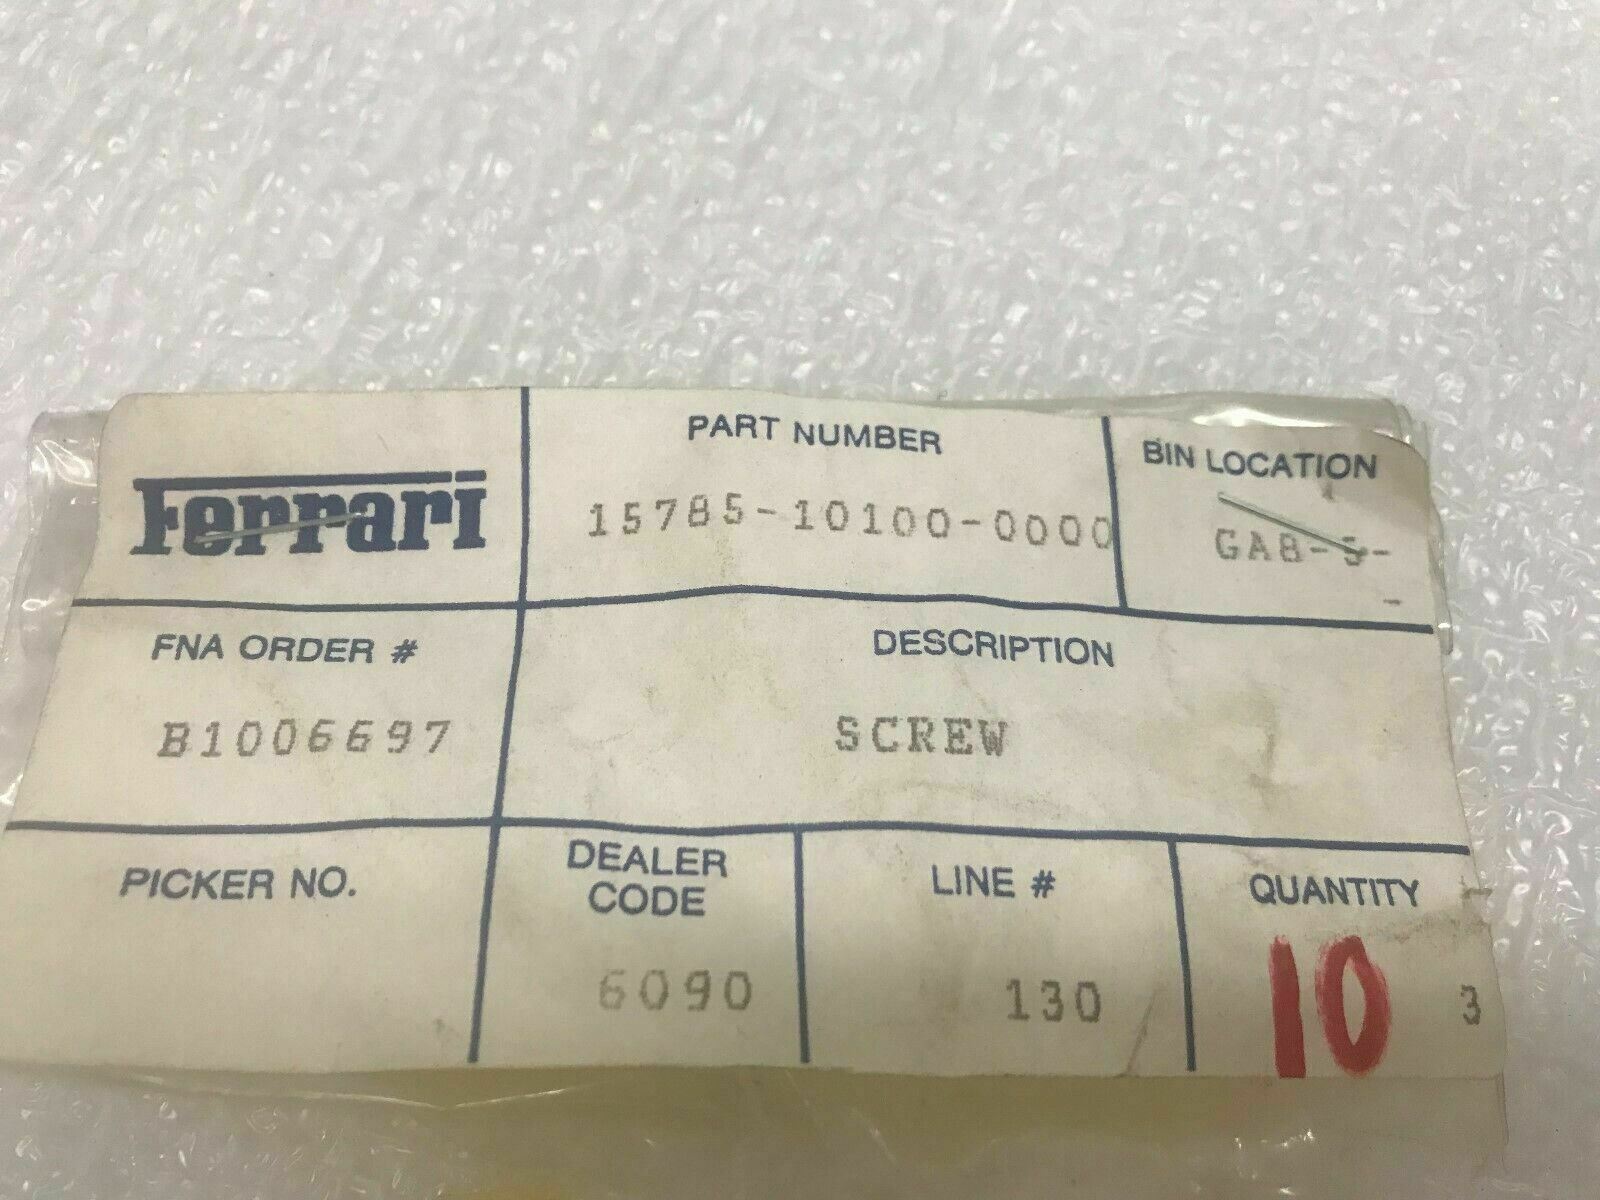 Ferrari
PART NUMBER
15785-10100-0000
BIN LOCATION
GA8-5-
-
FNA ORDER #
B1006697
DESCRIPTION
SCREW
PICKER NO.
DEALER
CODE
6090
LINE #
130
QUANTITY
10 3